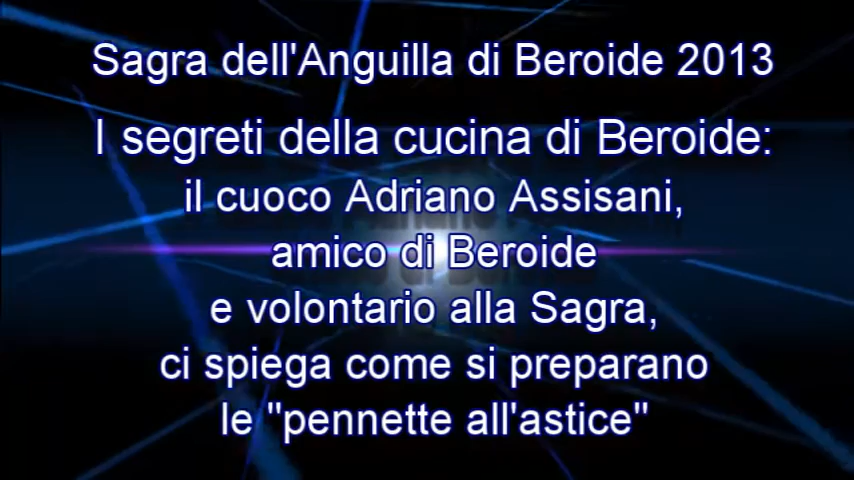 Sagra dell'Anguilla di Beroide 2013
I segreti della cucina di Beroide:
il cuoco Adriano Assisani,
amico di Beroide
e volontario alla Sagra,
ci spiega come si preparano
le "pennette all'astice"